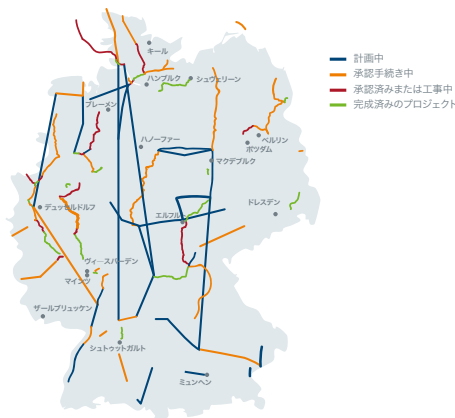 キール
ハンブルク
シュヴェリーン
ブレーメン
ハノーファー
ベルリン
ポツダム
マクデブルク
デュッセルドルフ
エルフルト
ドレスデン
ヴィースバーデン
マインツ
ザールブリュッケン
シュトゥットガルト
ミュンヘン
計画中
承認手続き中
承認済みまたは工事中
完成済みのプロジェクト